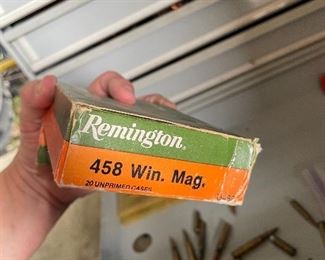 Remington®
458 Win. Mag.
20 UNPRIMED CASES